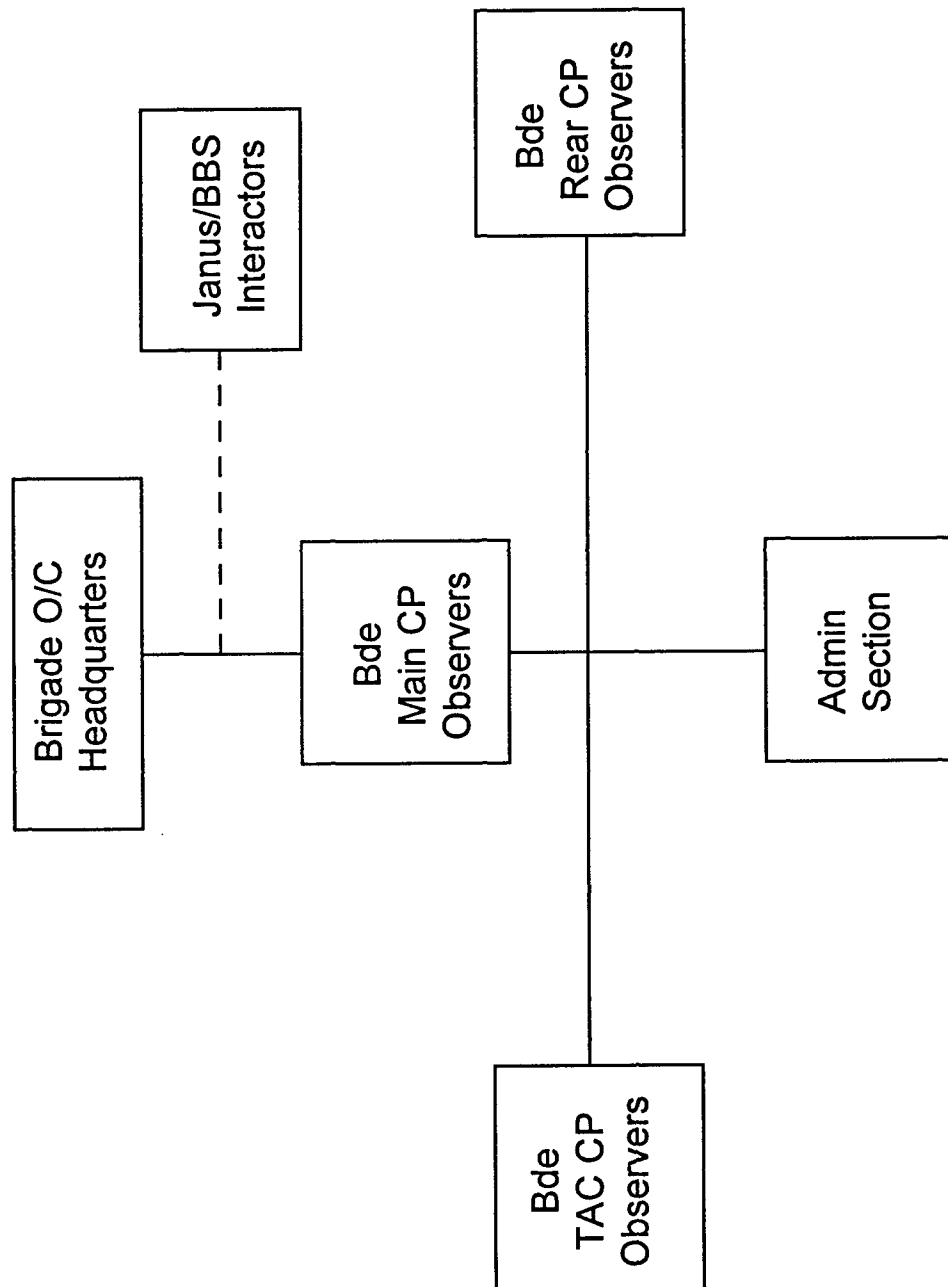 Brigade O/C
Headquarters
Janus/BBS
Interactors
Bde
Main CP
Observers
Bde
TAC CP
Observers
Bde
Rear CP
Observers
Admin
Section